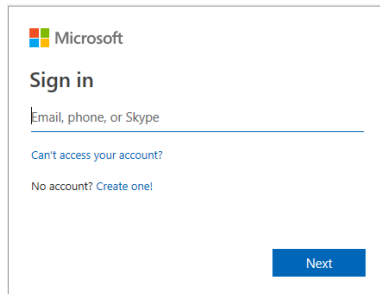 Microsoft
Sign in
Email, phone, or Skype
Can't access your account?
No account? Create one!
Next